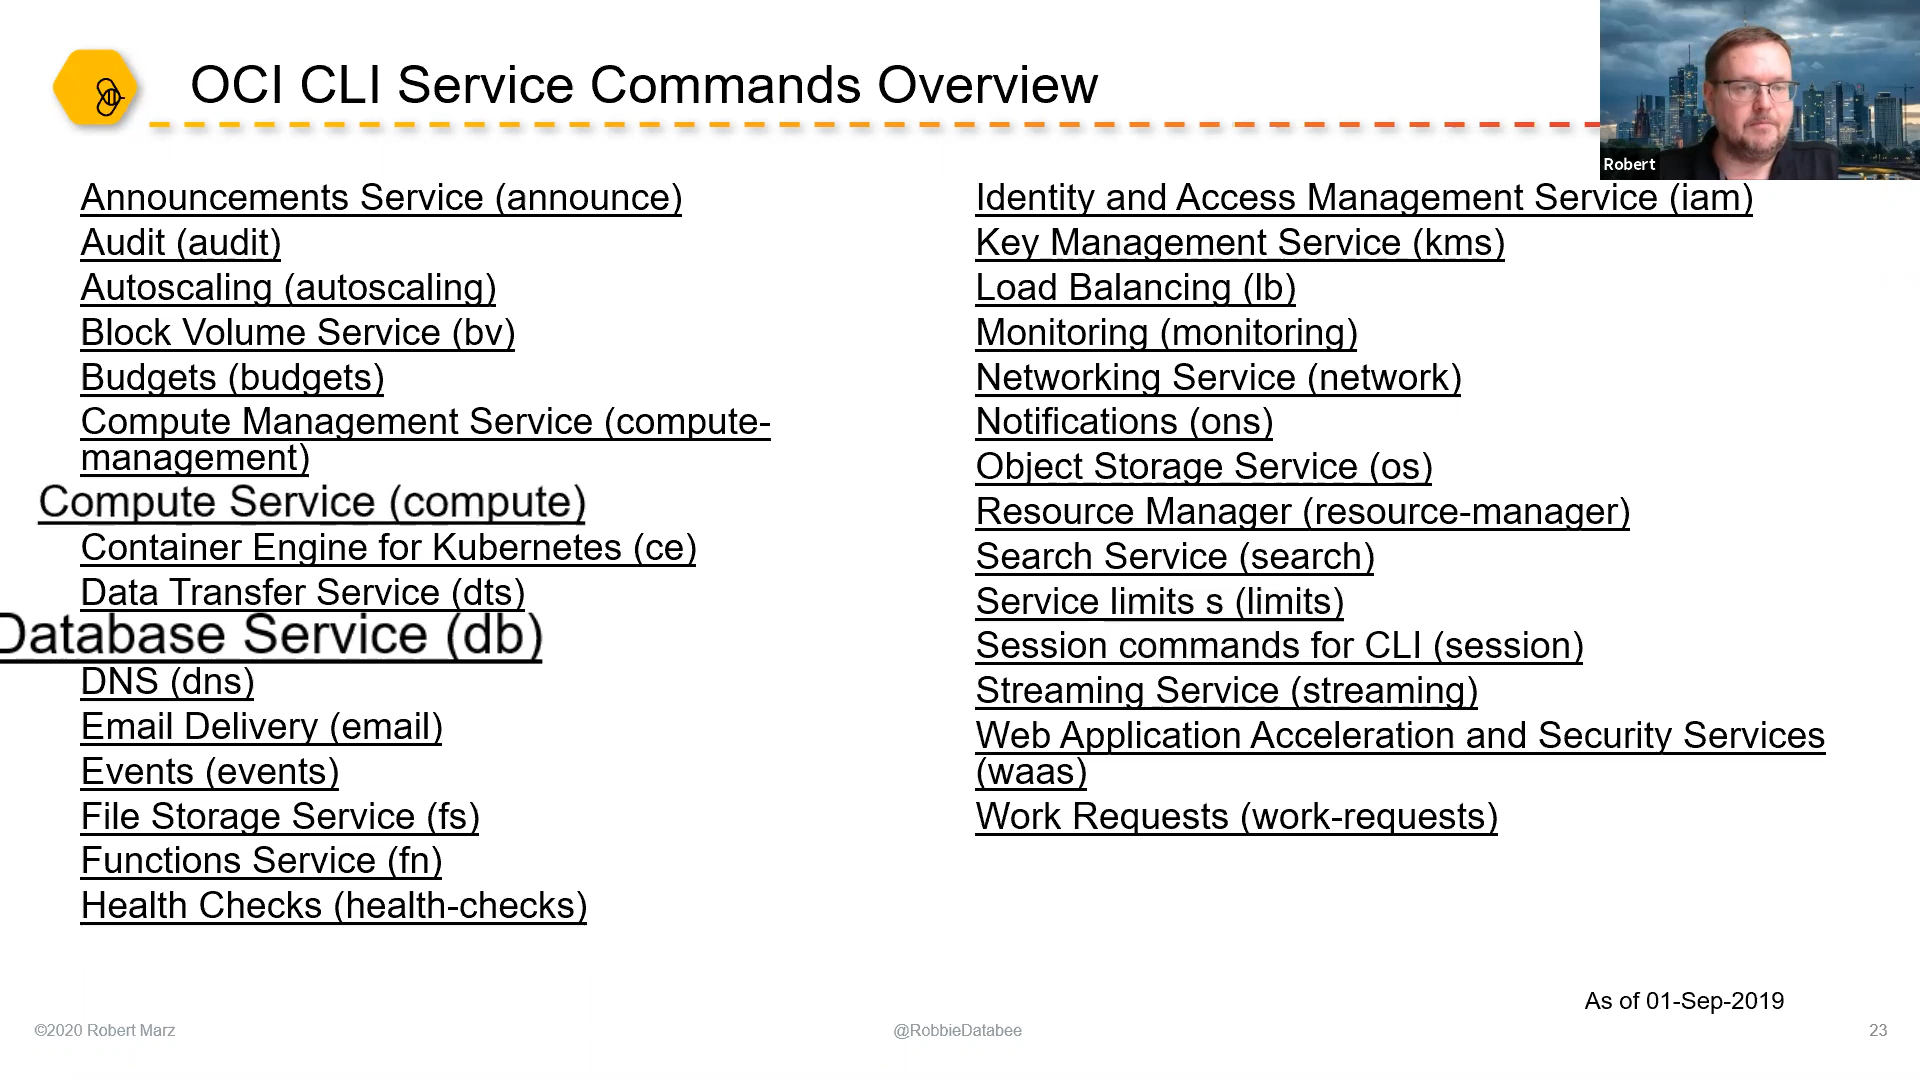 OCI CLI Service Commands Overview
Robert
Announcements Service (announce)
Audit (audit)
Autoscaling (autoscaling)
Block Volume Service (bv)
Budgets (budgets)
Compute Management Service (compute-
management)
Compute Service (compute)
Container Engine for Kubernetes (ce)
Data Transfer Service (dts)
Database Service (db)
DNS (dns)
Email Delivery (email)
Events (events)
File Storage Service (fs)
Functions Service (fn)
Health Checks (health-checks)
Identity and Access Management Service (iam)
Key Management Service (kms)
Load Balancing (lb)
Monitoring (monitoring)
Networking Service (network)
Notifications (ons)
Object Storage Service (os)
Resource Manager (resource-manager)
Search Service (search)
Service limits s (limits)
Session commands for CLI (session)
Streaming Service (streaming)
Web Application Acceleration and Security Services
(waas)
Work Requests (work-requests)
As of 01-Sep-2019
©2020 Robert Marz
@RobbieDatabee
23